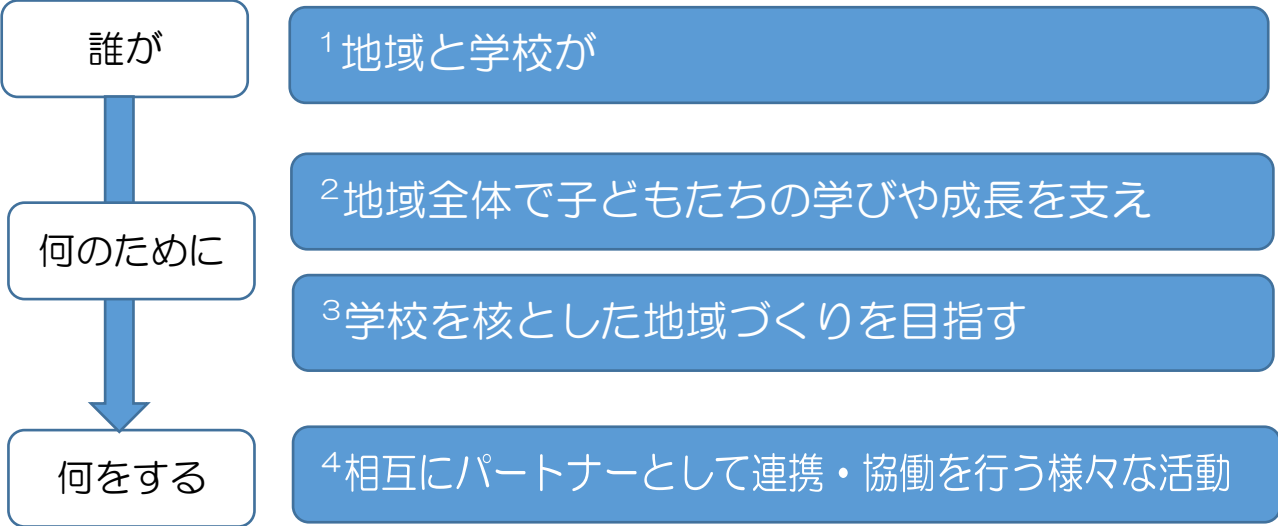 誰が
¹地域と学校が
何のために
²地域全体で子どもたちの学びや成長を支え
³学校を核とした地域づくりを目指す
何をする
⁴相互にパートナーとして連携・協働を行う様々な活動